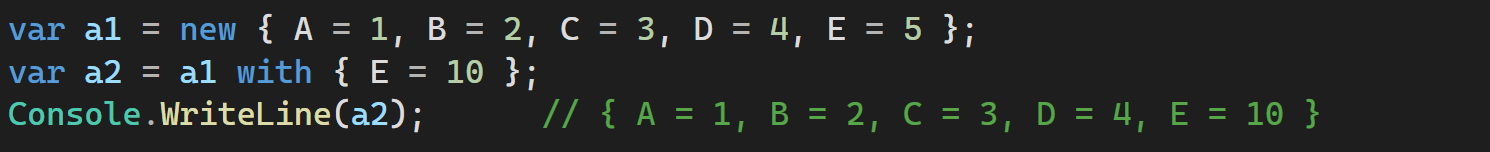 var a1 = new { A = 1, B = 2, C = 3, D = 4, E = 5 };
var a2 = a1 with { E = 10 };
Console.WriteLine(a2);      // { A = 1, B = 2, C = 3, D = 4, E = 10 }